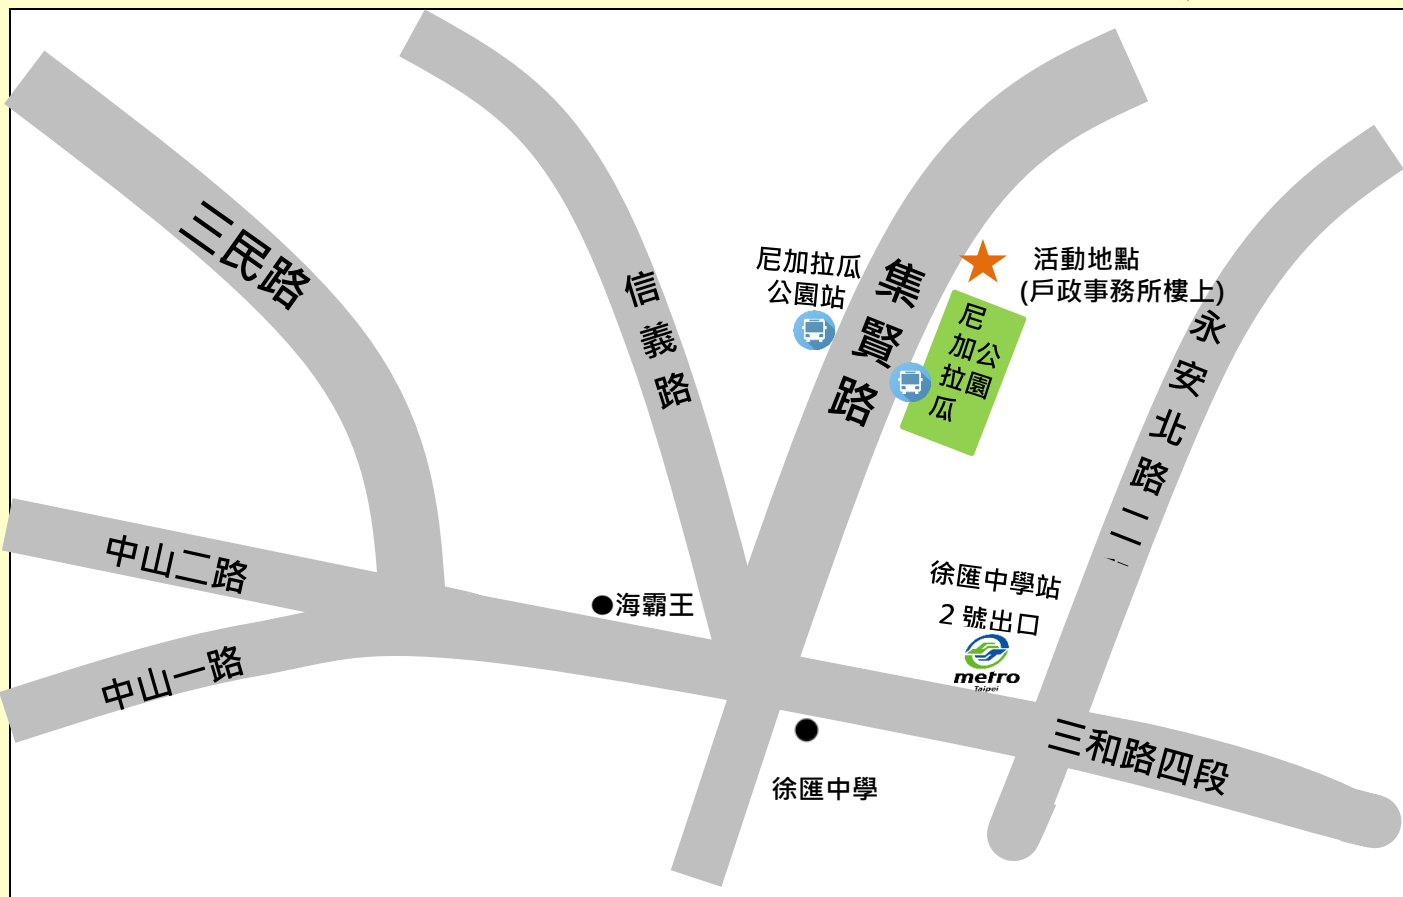 三民路
信義路
尼加拉瓜
公園站
集賢路
活動地點
(戶政事務所樓上)
尼加拉瓜
公園
永安北路二
中山二路
中山一路
海霸王
徐匯中學站
2 號出口
metro
Taipei
徐匯中學
三和路四段